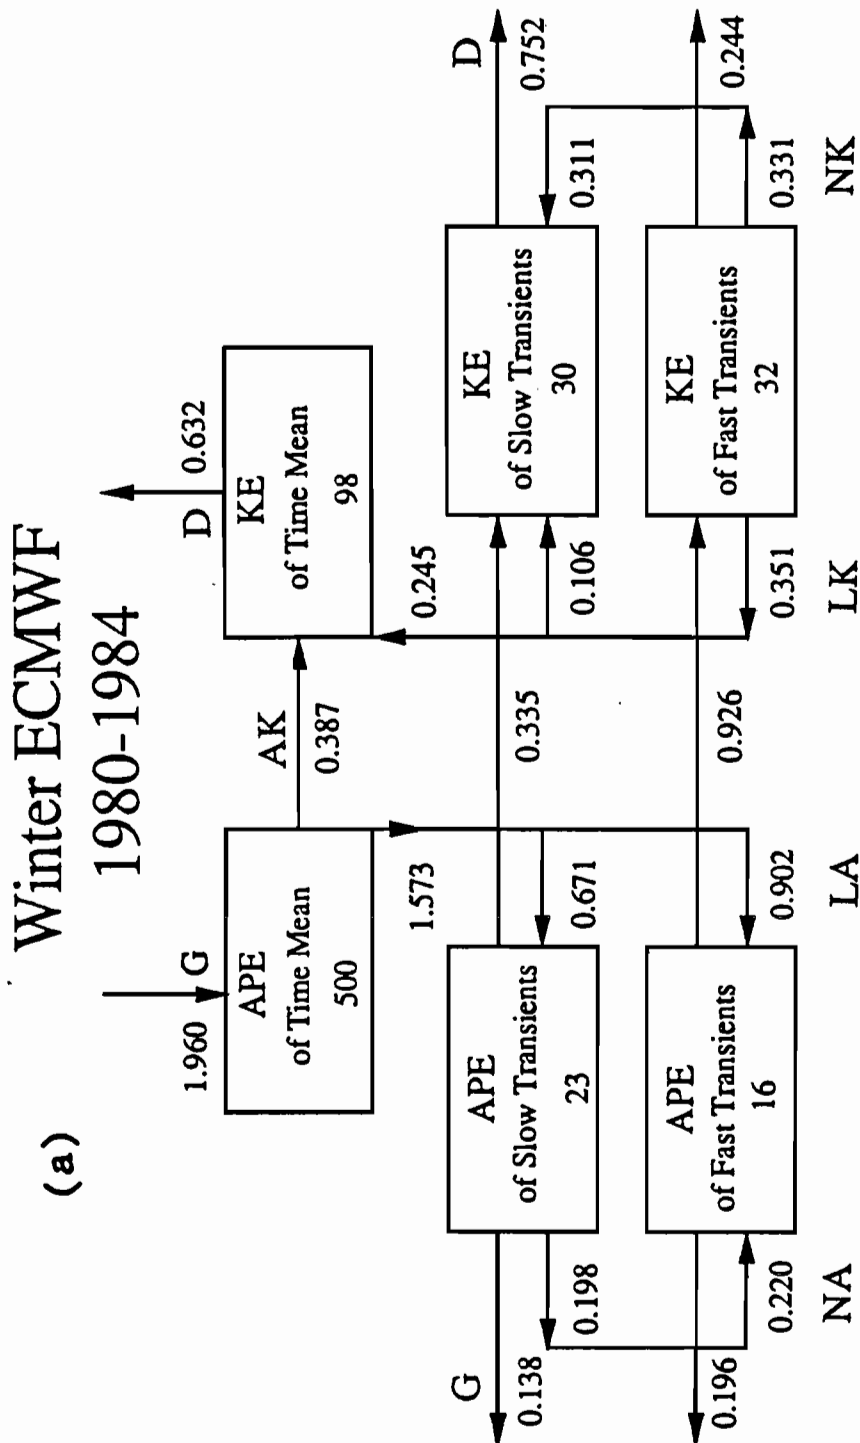 (a)
Winter ECMWF
1980-1984
1.960
G
APE
of Time Mean
500
AK
0.387
D
0.632
KE
of Time Mean
98
1.573
0.245
G
0.138
APE
of Slow Transients
23
0.671
0.335
0.106
KE
of Slow Transients
30
D
0.752
0.311
0.198
0.196
APE
of Fast Transients
16
0.902
0.926
0.351
KE
of Fast Transients
32
0.244
0.331
0.220
NA
LA
LK
NK